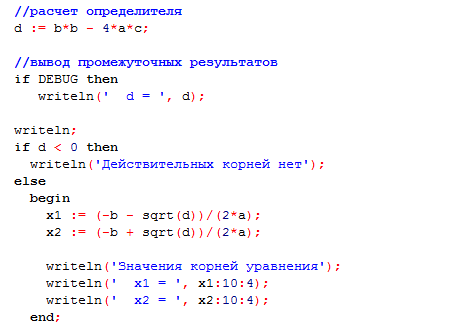 //расчет определителя
d := b*b - 4*a*c;
//вывод промежуточных результатов
if DEBUG then
writeln('  d = ', d);
writeln;
if d < 0 then
writeln('Действительных корней нет');
else
begin
x1 := (-b - sqrt(d))/(2*a);
x2 := (-b + sqrt(d))/(2*a);
writeln('Значения корней уравнения');
writeln('  x1 = ', x1:10:4);
writeln('  x2 = ', x2:10:4);
end;